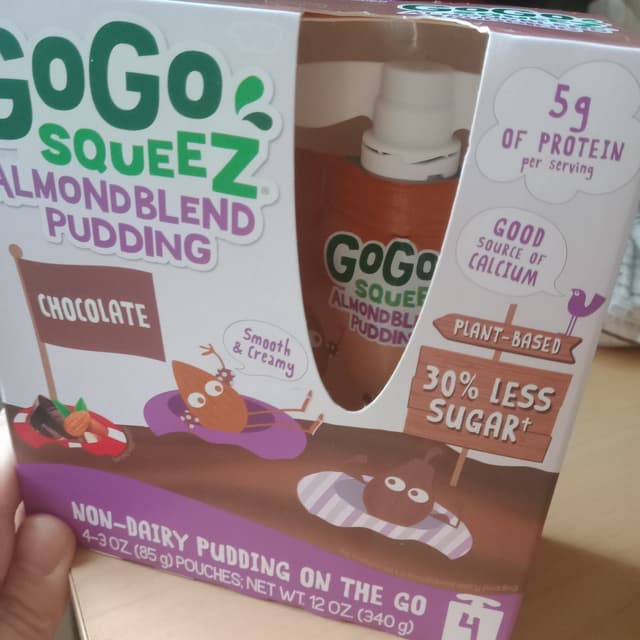 GoGo
SQUEEZ
ALMONDBLEND
PUDDING
CHOCOLATE
Smooth
& Creamy
GoGo
SQUEE
ALMONDBL
PUDDIN
5g
OF PROTEIN
per serving
GOOD
SOURCE OF
CALCIUM
PLANT-BASED
30% LESS
SUGAR†
NON-DAIRY PUDDING ON THE GO
4-3 OZ. (85 g) POUCHES; NET WT. 12 OZ. (340 g)
4